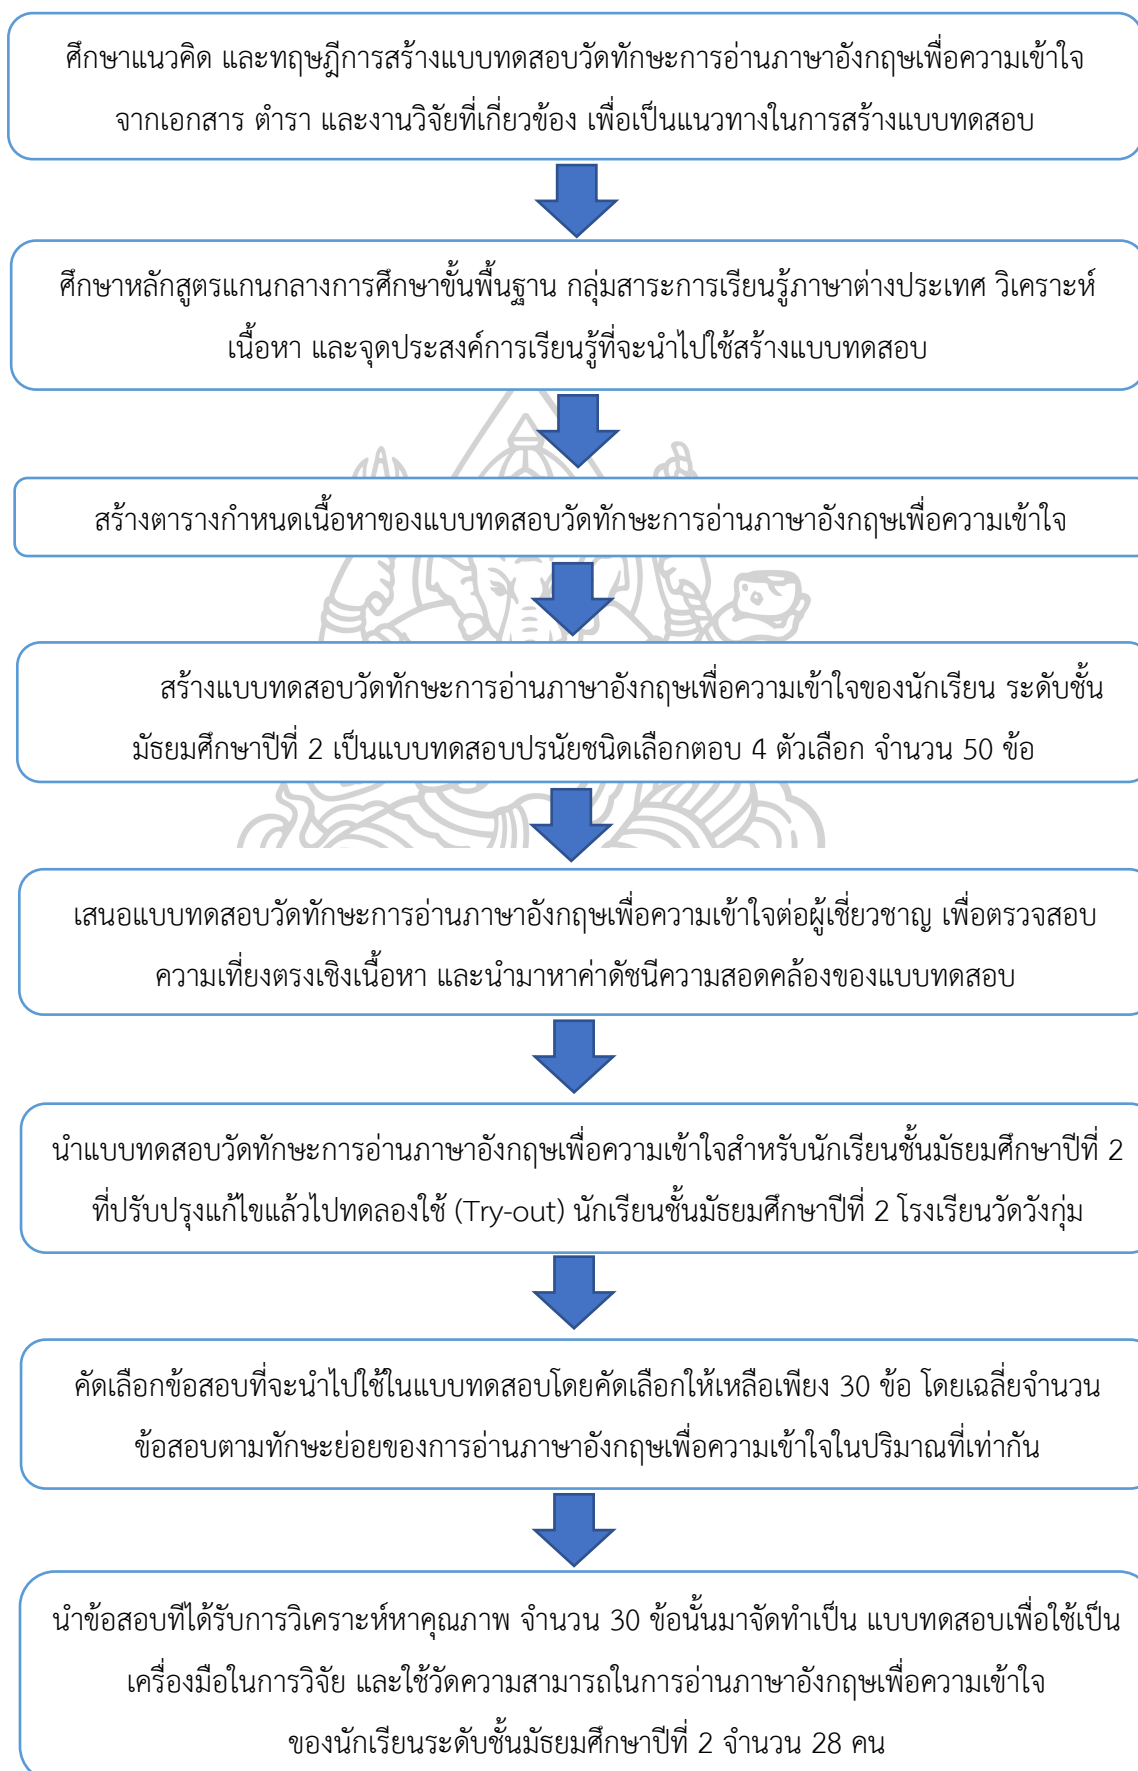 ศึกษาแนวคิด และทฤษฎีการสร้างแบบทดสอบวัดทักษะการอ่านภาษาอังกฤษเพื่อความเข้าใจ
จากเอกสาร ตำรา และงานวิจัยที่เกี่ยวข้อง เพื่อเป็นแนวทางในการสร้างแบบทดสอบ
ศึกษาหลักสูตรแกนกลางการศึกษาขั้นพื้นฐาน กลุ่มสาระการเรียนรู้ภาษาต่างประเทศ วิเคราะห์
เนื้อหา และจุดประสงค์การเรียนรู้ที่จะนำไปใช้สร้างแบบทดสอบ
สร้างตารางกำหนดเนื้อหาของแบบทดสอบวัดทักษะการอ่านภาษาอังกฤษเพื่อความเข้าใจ
สร้างแบบทดสอบวัดทักษะการอ่านภาษาอังกฤษเพื่อความเข้าใจของนักเรียน ระดับชั้น
มัธยมศึกษาปีที่ 2 เป็นแบบทดสอบปรนัยชนิดเลือกตอบ 4 ตัวเลือก จำนวน 50 ข้อ
เสนอแบบทดสอบวัดทักษะการอ่านภาษาอังกฤษเพื่อความเข้าใจต่อผู้เชี่ยวชาญ เพื่อตรวจสอบ
ความเที่ยงตรงเชิงเนื้อหา และนำมาหาค่าดัชนีความสอดคล้องของแบบทดสอบ
นำแบบทดสอบวัดทักษะการอ่านภาษาอังกฤษเพื่อความเข้าใจสำหรับนักเรียนชั้นมัธยมศึกษาปีที่ 2
ที่ปรับปรุงแก้ไขแล้วไปทดลองใช้ (Try-out) นักเรียนชั้นมัธยมศึกษาปีที่ 2 โรงเรียนวัดวังกุ่ม
คัดเลือกข้อสอบที่จะนำไปใช้ในแบบทดสอบโดยคัดเลือกให้เหลือเพียง 30 ข้อ โดยเฉลี่ยจำนวน
ข้อสอบตามทักษะย่อยของการอ่านภาษาอังกฤษเพื่อความเข้าใจในปริมาณที่เท่ากัน
นำข้อสอบทีได้รับการวิเคราะห์หาคุณภาพ จำนวน 30 ข้อนั้นมาจัดทำเป็น แบบทดสอบเพื่อใช้เป็น
เครื่องมือในการวิจัย และใช้วัดความสามารถในการอ่านภาษาอังกฤษเพื่อความเข้าใจ
ของนักเรียนระดับชั้นมัธยมศึกษาปีที่ 2 จำนวน 28 คน